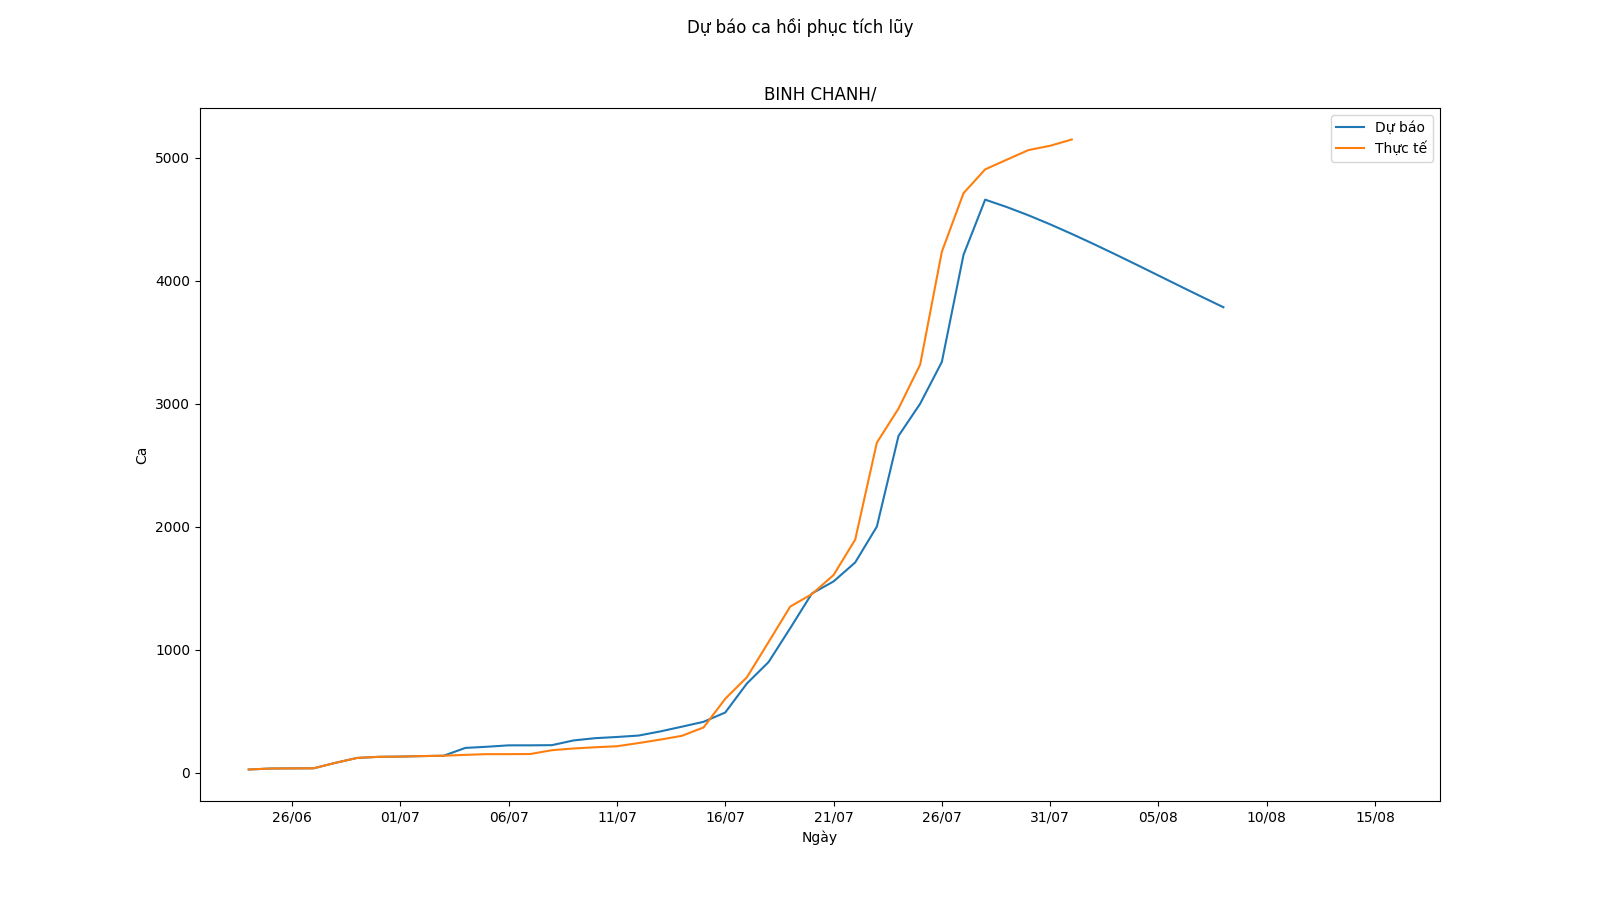 Dự báo ca hồi phục tích lũy
BINH CHANH/
Dự báo
Thực tế
5000
4000
3000
2000
1000
0
Ca
26/06 01/07 06/07 11/07 16/07 21/07 26/07 31/07 05/08 10/08 15/08
Ngày